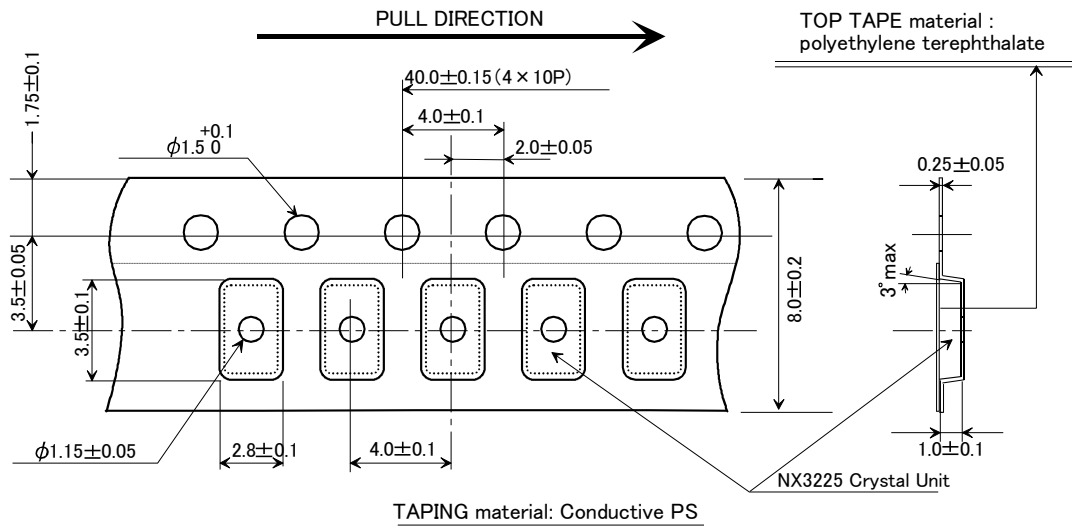 PULL DIRECTION
TOP TAPE material :
polyethylene terephthalate
1.75±0.1
40.0±0.15(4×10P)
4.0±0.1
+0.1
φ1.5 0
2.0±0.05
0.25±0.05
3.5±0.05
3.5±0.1
8.0±0.2
3°max
φ1.15±0.05
2.8±0.1
4.0±0.1
1.0±0.1
NX3225 Crystal Unit
TAPING material: Conductive PS